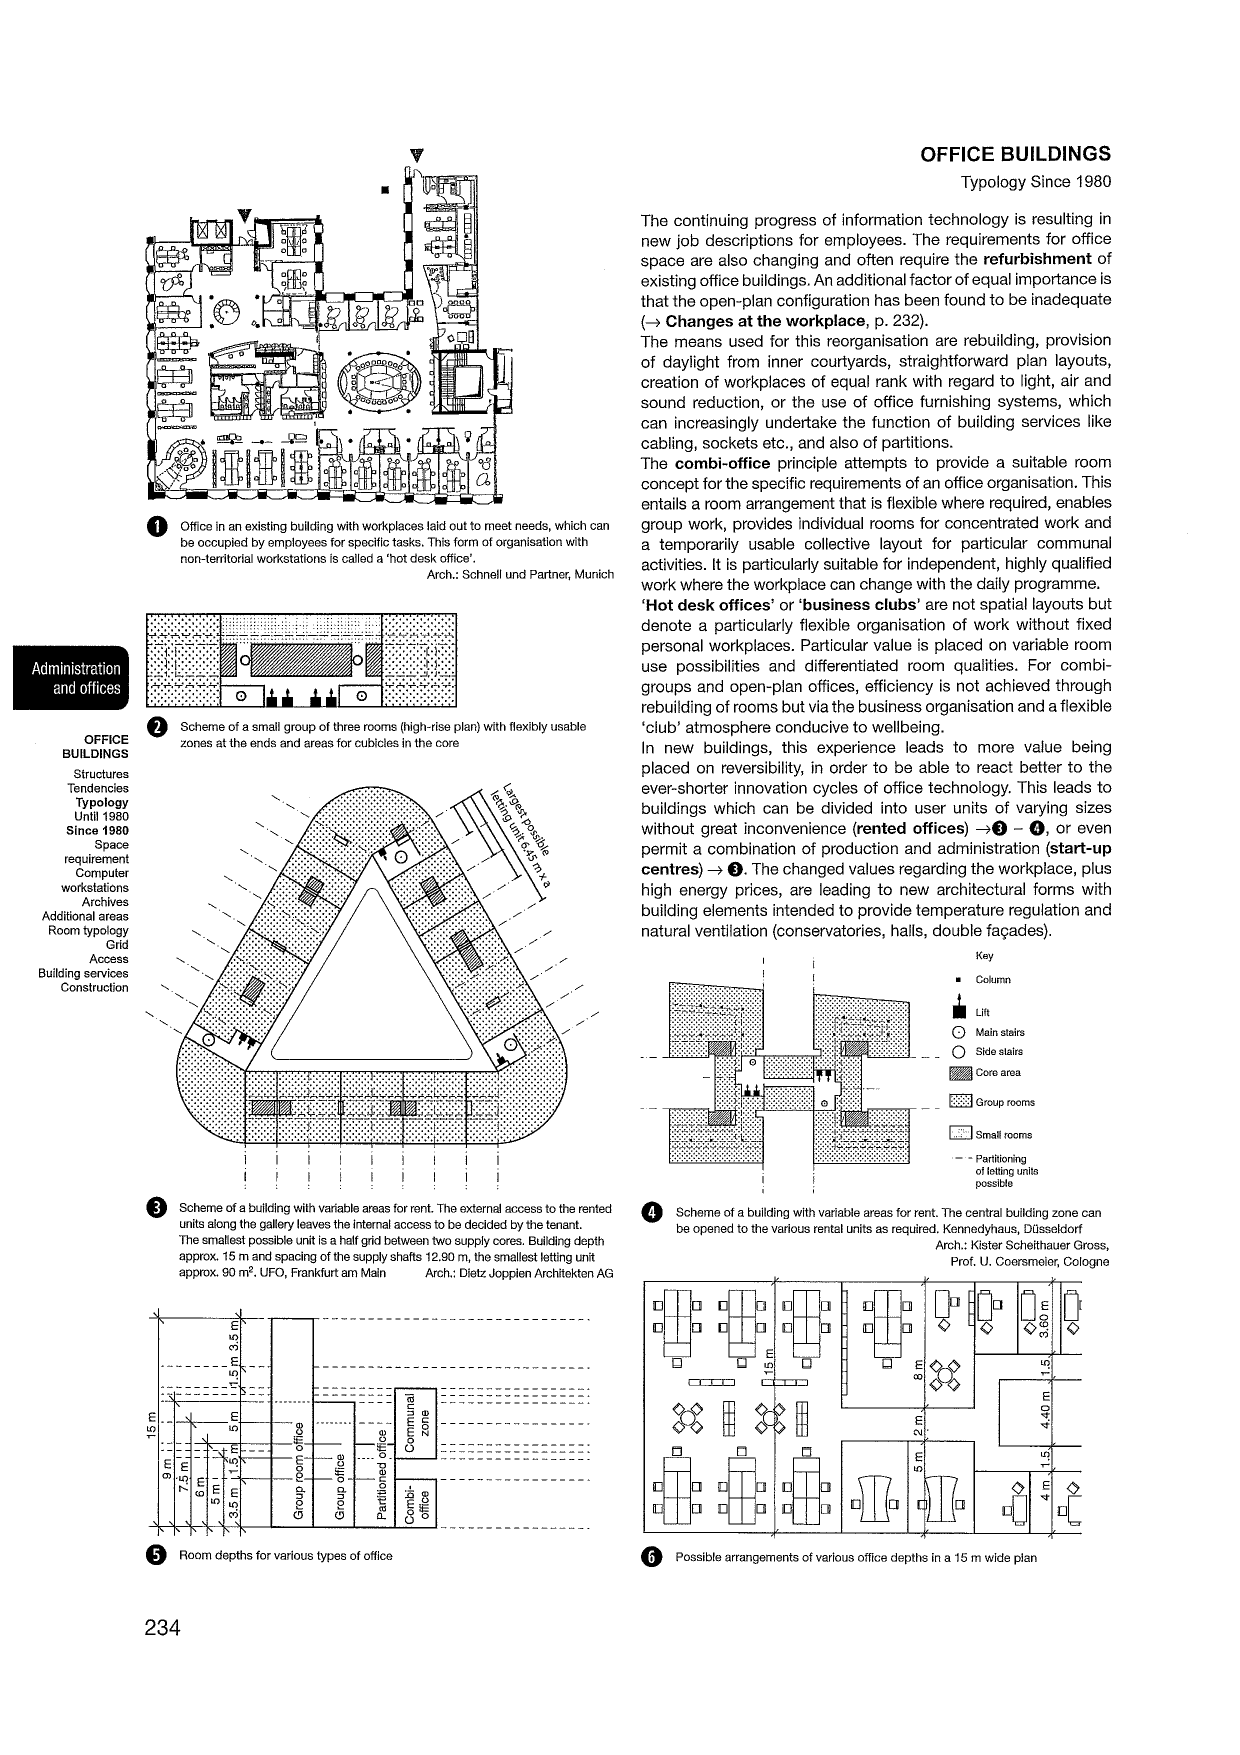 OFFICE BUILDINGS
Typology Since 1980
The continuing progress of information technology is resulting in
new job descriptions for employees. The requirements for office
space are also changing and often require the refurbishment of
existing office buildings. An additional factor of equal importance is
that the open-plan configuration has been found to be inadequate
(→ Changes at the workplace, p. 232).
The means used for this reorganisation are rebuilding, provision
of daylight from inner courtyards, straightforward plan layouts,
creation of workplaces of equal rank with regard to light, air and
sound reduction, or the use of office furnishing systems, which
can increasingly undertake the function of building services like
cabling, sockets etc., and also of partitions.
The combi-office principle attempts to provide a suitable room
concept for the specific requirements of an office organisation. This
entails a room arrangement that is flexible where required, enables
group work, provides individual rooms for concentrated work and
a temporarily usable collective layout for particular communal
activities. It is particularly suitable for independent, highly qualified
work where the workplace can change with the daily programme.
'Hot desk offices' or 'business clubs' are not spatial layouts but
denote a particularly flexible organisation of work without fixed
personal workplaces. Particular value is placed on variable room
use possibilities and differentiated room qualities. For combi-
groups and open-plan offices, efficiency is not achieved through
rebuilding of rooms but via the business organisation and a flexible
'club' atmosphere conducive to wellbeing.
In new buildings, this experience leads to more value being
placed on reversibility, in order to be able to react better to the
ever-shorter innovation cycles of office technology. This leads to
buildings which can be divided into user units of varying sizes
without great inconvenience (rented offices) →❸ – ❹, or even
permit a combination of production and administration (start-up
centres) → ❸. The changed values regarding the workplace, plus
high energy prices, are leading to new architectural forms with
building elements intended to provide temperature regulation and
natural ventilation (conservatories, halls, double façades).
❶ Office in an existing building with workplaces laid out to meet needs, which can
be occupied by employees for specific tasks. This form of organisation with
non-territorial workstations is called a 'hot desk office'.
Arch.: Schnell und Partner, Munich
❷ Scheme of a small group of three rooms (high-rise plan) with flexibly usable
zones at the ends and areas for cubicles in the core
Administration
and offices
OFFICE
BUILDINGS
Structures
Tendencies
Typology
Until 1980
Since 1980
Space
requirement
Computer
workstations
Archives
Additional areas
Room typology
Grid
Access
Building services
Construction
Largest possible
letting unit 6.45 m x a
❸ Scheme of a building with variable areas for rent. The external access to the rented
units along the gallery leaves the internal access to be decided by the tenant.
The smallest possible unit is a half grid between two supply cores. Building depth
approx. 15 m and spacing of the supply shafts 12.90 m, the smallest letting unit
approx. 90 m². UFO, Frankfurt am Main Arch.: Dietz Joppien Architekten AG
Key
Column
Lift
Main stairs
Side stairs
Core area
Group rooms
Small rooms
Partitioning
of letting units
possible
❹ Scheme of a building with variable areas for rent. The central building zone can
be opened to the various rental units as required. Kennedyhaus, Düsseldorf
Arch.: Kister Scheithauer Gross,
Prof. U. Coersmeier, Cologne
15 m
9 m
7.5 m
6 m
5 m
3.5 m
1.5 m
5 m
1.5 m
3.5 m
Group room office
Group office
Partitioned office
Communal
zone
Combi-
office
❺ Room depths for various types of office
15 m
8 m
2 m
5 m
3.60 m
1.5
4.40 m
1.5
4 m
❻ Possible arrangements of various office depths in a 15 m wide plan
234